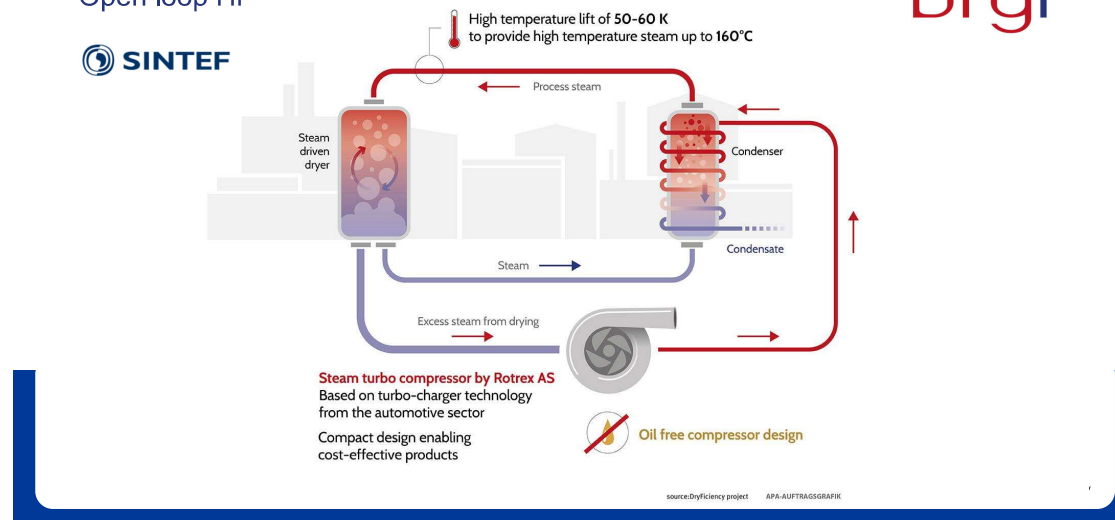 Open loop HP
SINTEF
High temperature lift of 50-60 K
to provide high temperature steam up to 160°C
Process steam
Steam
driven
dryer
Condenser
Condensate
Steam
Excess steam from drying
Steam turbo compressor by Rotrex AS
Based on turbo-charger technology
from the automotive sector
Compact design enabling
cost-effective products
Oil free compressor design
source:DryFiciency project APA-AUFTRAGSGRAFIK